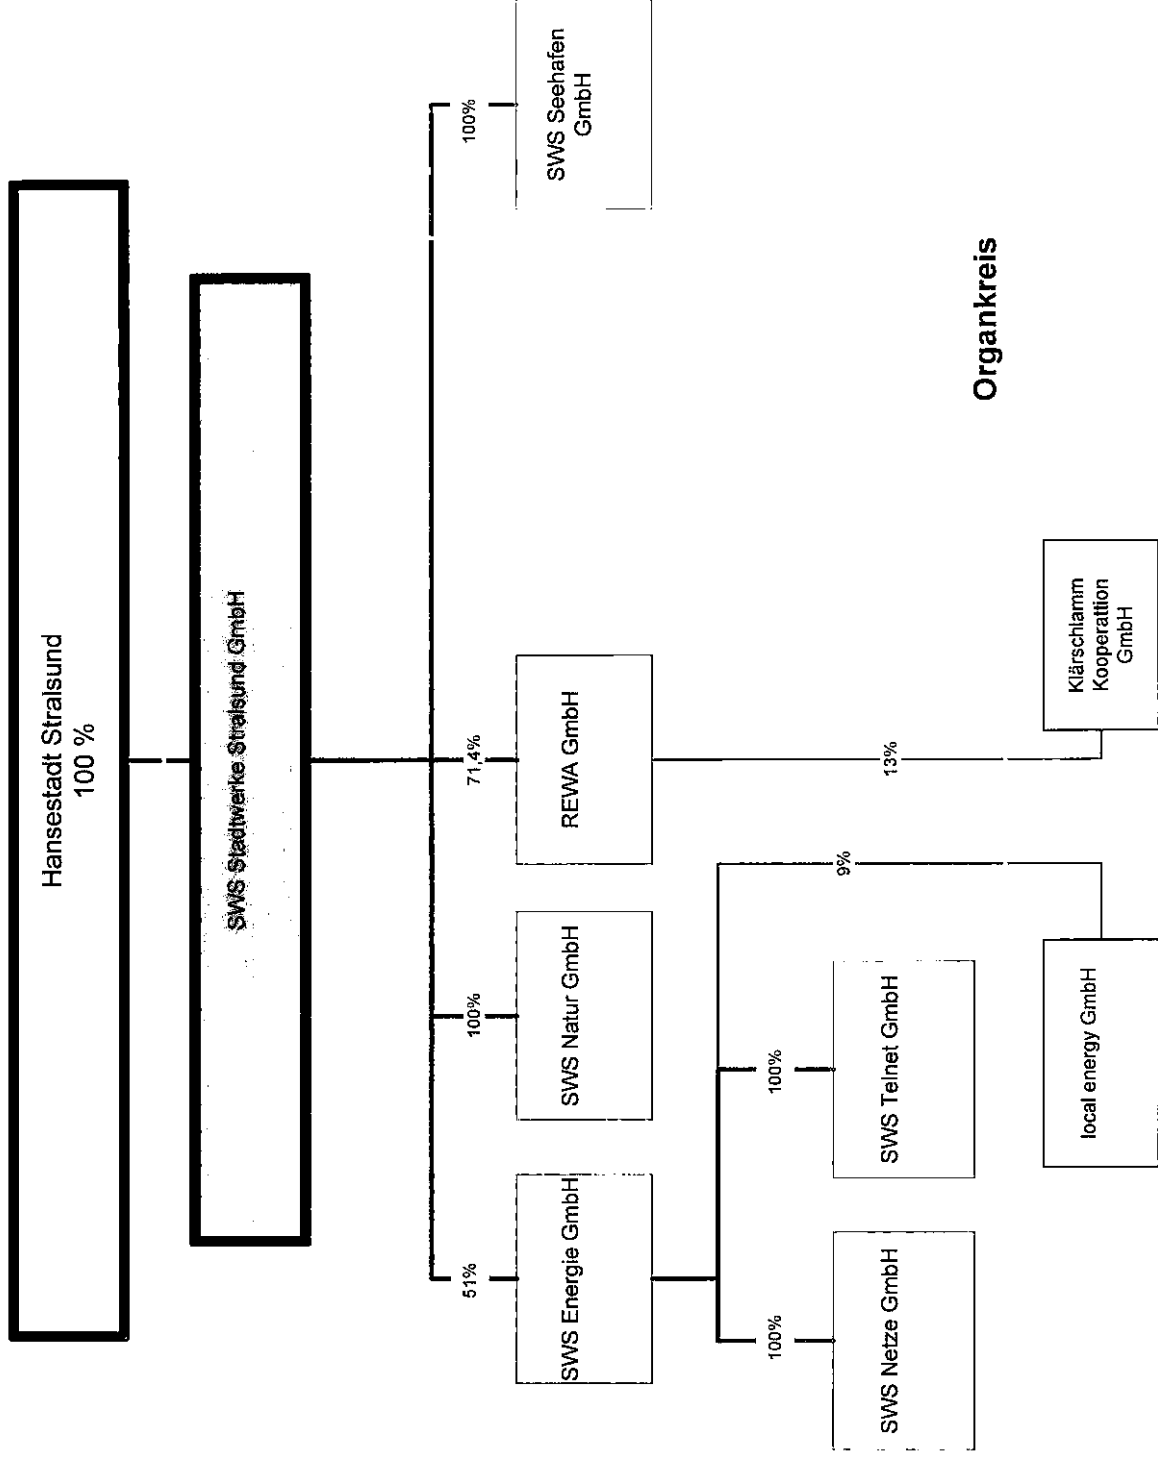 Hansestadt Stralsund
100 %
SWS Stadtwerke Stralsund GmbH
51%
100%
71,4%
100%
SWS Energie GmbH
SWS Natur GmbH
REWA GmbH
SWS Seehafen
GmbH
100%
100%
9%
13%
SWS Netze GmbH
SWS Telnet GmbH
local energy GmbH
Klärschlamm
Kooperattion
GmbH
Organkreis